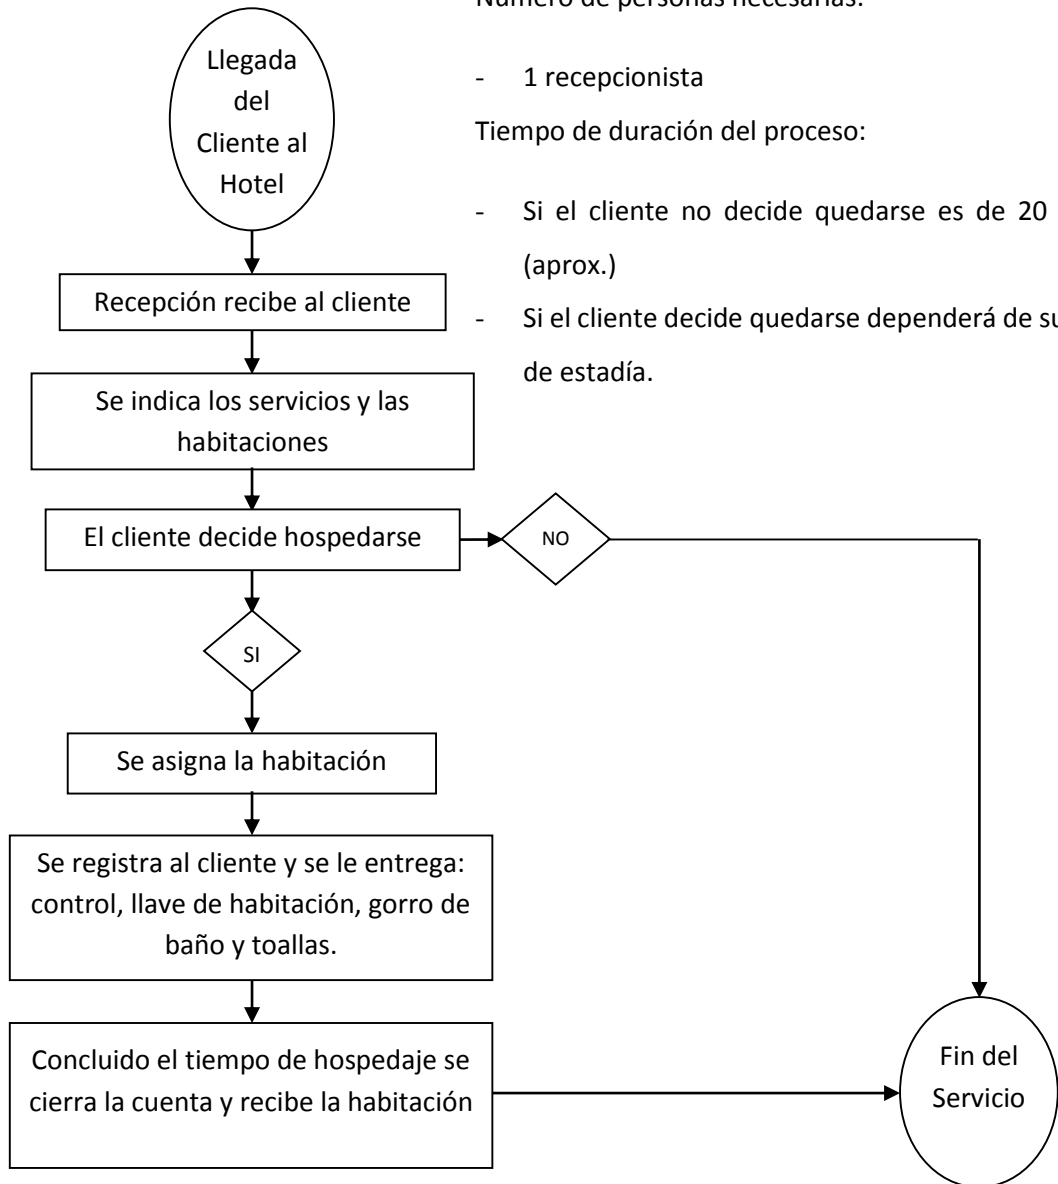 Número de personas necesarias:
- 1 recepcionista
Tiempo de duración del proceso:
- Si el cliente no decide quedarse es de 20
(aprox.)
- Si el cliente decide quedarse dependerá de su
de estadía.
Llegada
del
Cliente al
Hotel
Recepción recibe al cliente
Se indica los servicios y las
habitaciones
El cliente decide hospedarse
NO
SI
Se asigna la habitación
Se registra al cliente y se le entrega:
control, llave de habitación, gorro de
baño y toallas.
Concluido el tiempo de hospedaje se
cierra la cuenta y recibe la habitación
Fin del
Servicio